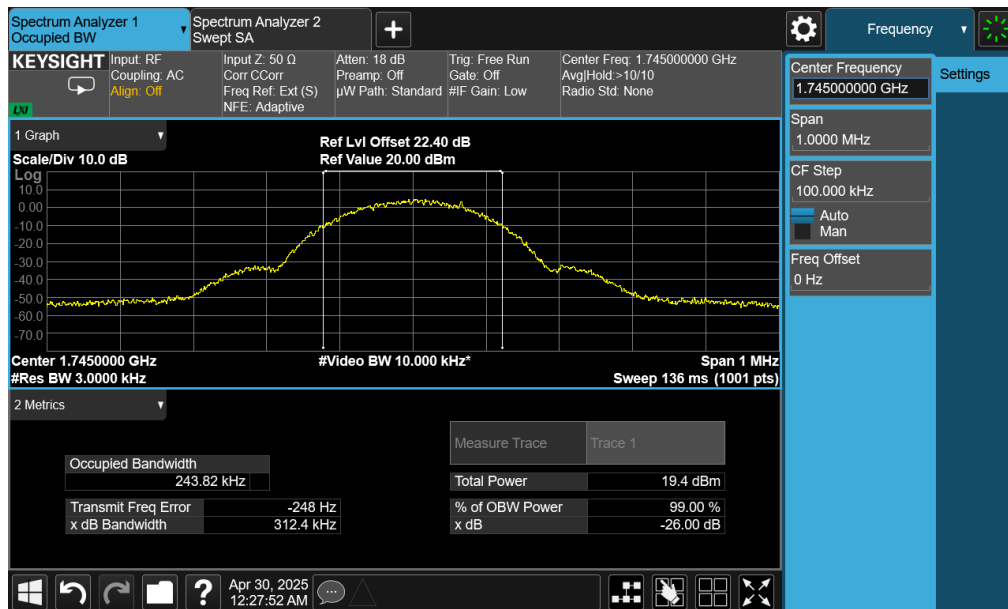 Spectrum Analyzer 1
Occupied BW
Spectrum Analyzer 2
Swept SA
+
Frequency
KEYSIGHT
LXI
Input: RF
Coupling: AC
Align: Off
Input Z: 50 Ω
Corr CCorr
Freq Ref: Ext (S)
NFE: Adaptive
Atten: 18 dB
Preamp: Off
µW Path: Standard
Trig: Free Run
Gate: Off
#IF Gain: Low
Center Freq: 1.745000000 GHz
Avg|Hold:>10/10
Radio Std: None
Center Frequency
1.745000000 GHz
Settings
Span
1.0000 MHz
CF Step
100.000 kHz
Auto
Man
Freq Offset
0 Hz
1 Graph
Scale/Div 10.0 dB
Ref Lvl Offset 22.40 dB
Ref Value 20.00 dBm
Log
10.0
0.00
-10.0
-20.0
-30.0
-40.0
-50.0
-60.0
-70.0
Center 1.7450000 GHz
#Video BW 10.000 kHz*
Span 1 MHz
#Res BW 3.0000 kHz
Sweep 136 ms (1001 pts)
2 Metrics
Measure Trace
Trace 1
Occupied Bandwidth
243.82 kHz
Total Power
19.4 dBm
Transmit Freq Error
-248 Hz
% of OBW Power
99.00 %
x dB Bandwidth
312.4 kHz
x dB
-26.00 dB
?
Apr 30, 2025
12:27:52 AM